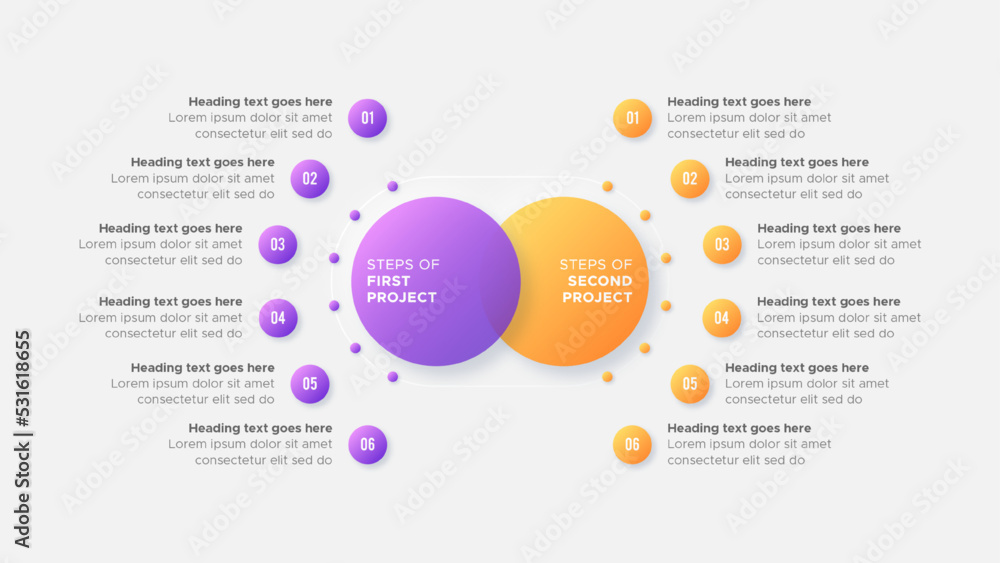 Heading text goes here
Lorem ipsum dolor sit amet
consectetur elit sed do
01
Heading text goes here
Lorem ipsum dolor sit amet
consectetur elit sed do
02
Heading text goes here
Lorem ipsum dolor sit amet
consectetur elit sed do
03
Heading text goes here
Lorem ipsum dolor sit amet
consectetur elit sed do
04
Heading text goes here
Lorem ipsum dolor sit amet
consectetur elit sed do
05
Heading text goes here
Lorem ipsum dolor sit amet
consectetur elit sed do
06
STEPS OF
FIRST
PROJECT
STEPS OF
SECOND
PROJECT
01
Heading text goes here
Lorem ipsum dolor sit amet
consectetur elit sed do
02
Heading text goes here
Lorem ipsum dolor sit amet
consectetur elit sed do
03
Heading text goes here
Lorem ipsum dolor sit amet
consectetur elit sed do
04
Heading text goes here
Lorem ipsum dolor sit amet
consectetur elit sed do
05
Heading text goes here
Lorem ipsum dolor sit amet
consectetur elit sed do
06
Heading text goes here
Lorem ipsum dolor sit amet
consectetur elit sed do
Adobe Stock | #531618655